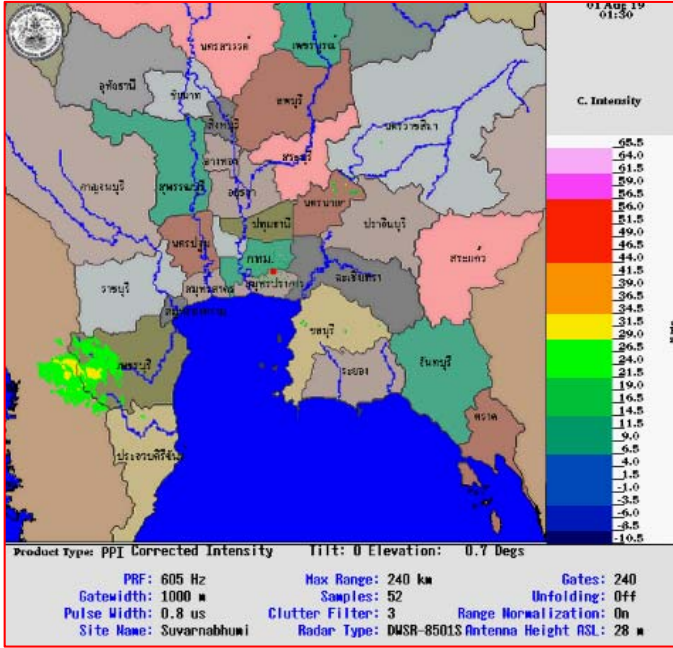 01 Aug 19
01:30
นครสวรรค์
เพชรบูรณ์
อุทัยธานี
ชัยนาท
ลพบุรี
C. Intensity
สิงห์บุรี
นครราชสีมา
อ่างทอง
สระบุรี
กาญจนบุรี
สุพรรณบุรี
อยุธยา
นครนายก
ปราจีนบุรี
ปทุมธานี
นครปฐม
กทม.
สระแก้ว
ราชบุรี
สมุทรสาคร
สมุทรปราการ
ฉะเชิงเทรา
ชลบุรี
เพชรบุรี
ระยอง
จันทบุรี
ตราด
ประจวบคีรีขันธ์
65.5
64.0
61.5
59.0
56.5
56.0
51.5
46.5
44.0
41.5
39.0
36.5
34.0
31.5
29.0
26.5
24.0
21.5
19.0
16.5
14.5
11.5
9.0
6.5
4.0
1.5
-1.0
-3.5
-6.0
-8.5
-10.5
Product Type: PPI Corrected Intensity Tilt: 0 Elevation: 0.7 Degs
PRF: 605 Hz Max Range: 240 km Gates: 240
Gatewidth: 1000 m Samples: 52 Unfolding: Off
Pulse Width: 0.8 us Clutter Filter: 3 Range Normalization: On
Site Name: Suvarnabhumi Radar Type: DWSR-8501S Antenna Height ASL: 28 m